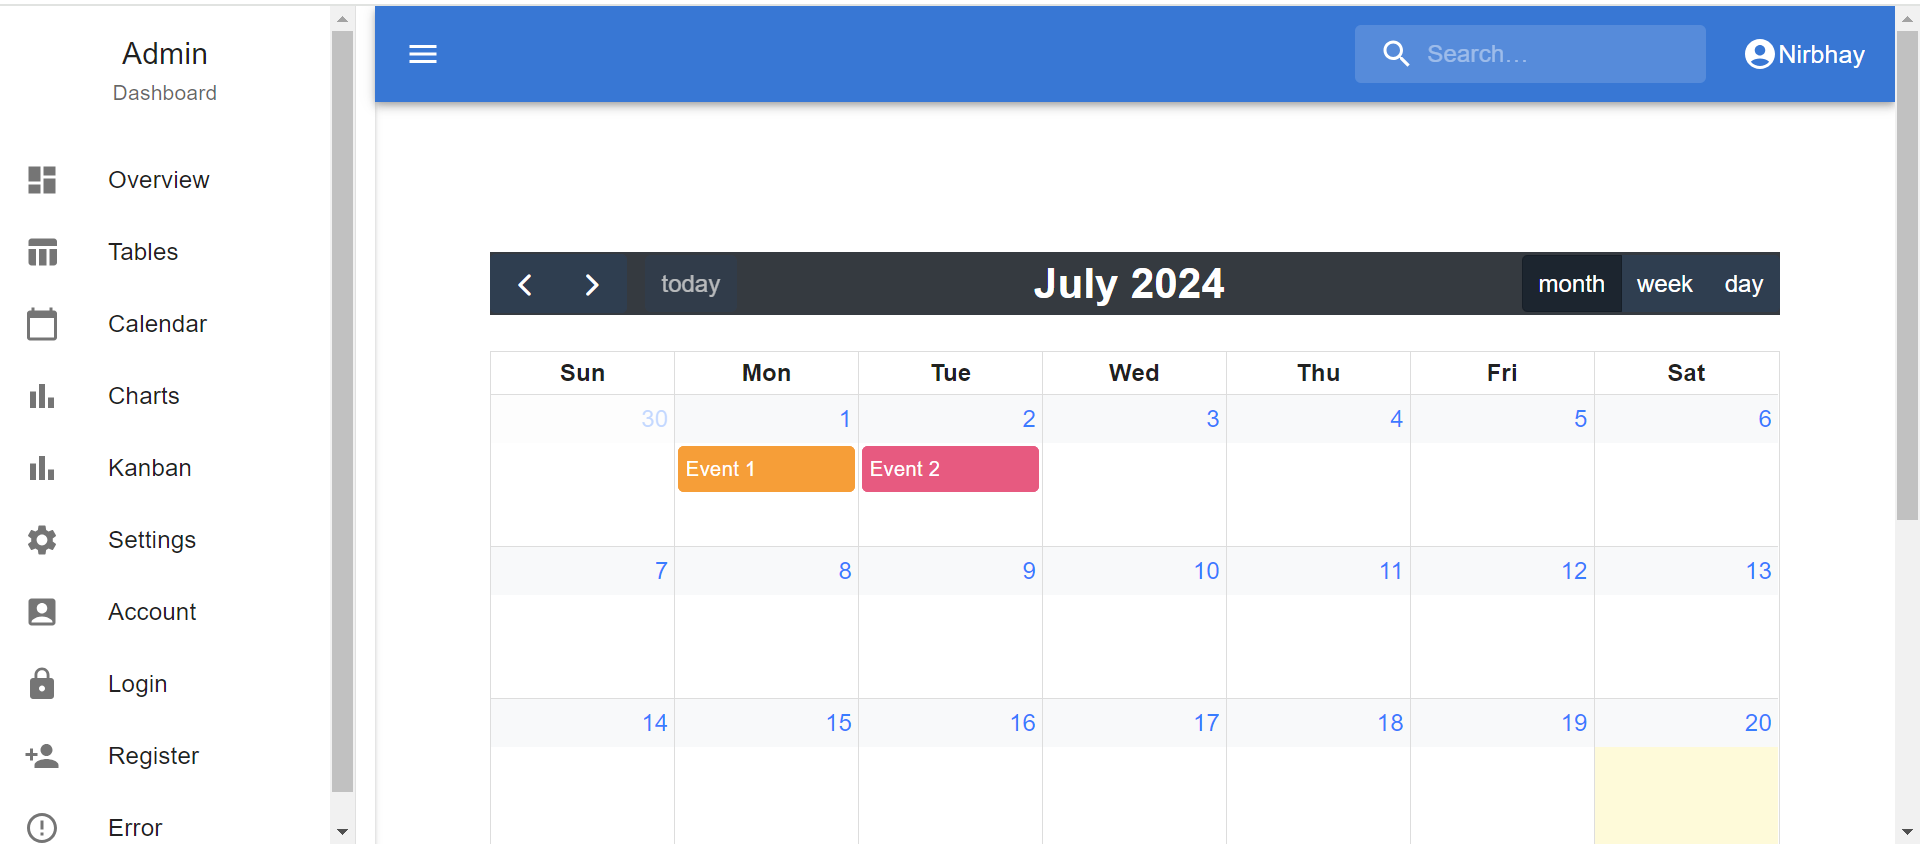 Admin
Dashboard
Overview
Tables
Calendar
Charts
Kanban
Settings
Account
Login
Register
Error
Search…
Nirbhay
today
July 2024
month week day
Sun Mon Tue Wed Thu Fri Sat
30 1 2 3 4 5 6
Event 1 Event 2
7 8 9 10 11 12 13
14 15 16 17 18 19 20